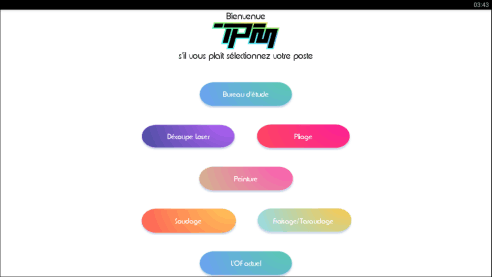 03:43
Bienvenue
TPM
s'il vous plaît sélectionnez votre poste
Bureau d'étude
Découpe Laser
Pliage
Peinture
Soudage
Fraisage/Taraudage
L'OF actuel